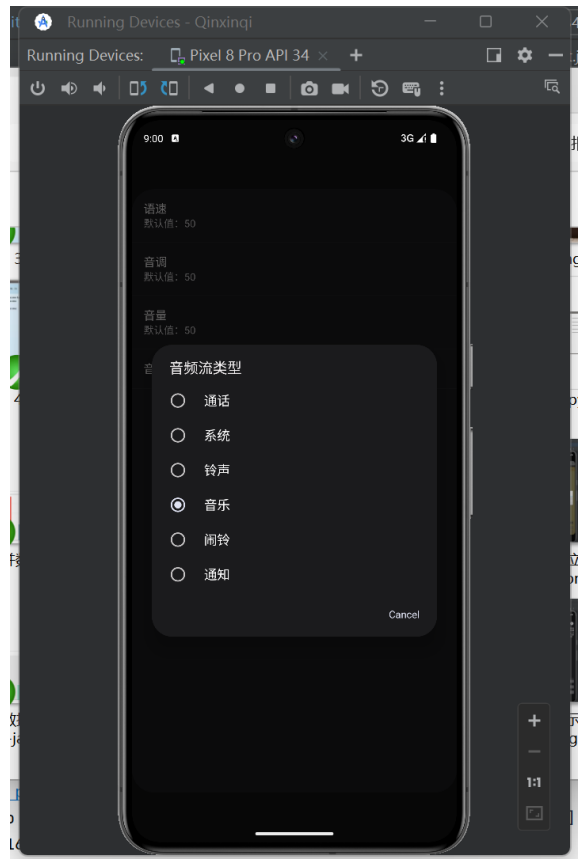 Running Devices - Qinxinqi
Running Devices:
Pixel 8 Pro API 34
9:00
3G
语速
默认值：50
音调
默认值：50
音量
默认值：50
音
音频流类型
通话
系统
铃声
音乐
闹铃
通知
Cancel
1:1